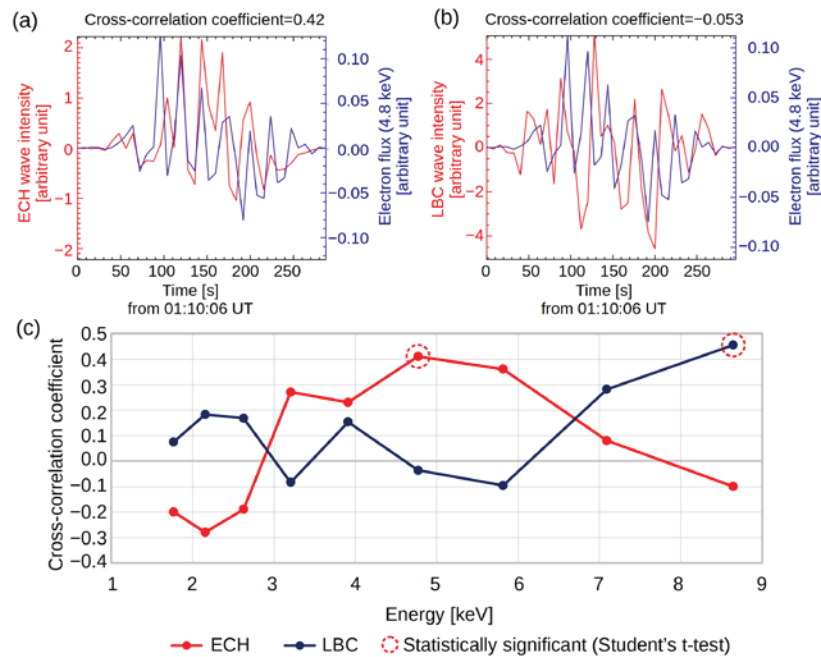 (a)
Cross-correlation coefficient=0.42
2
1
0
−1
−2
ECH wave intensity
[arbitrary unit]
0.10
0.05
0.00
−0.05
−0.10
Electron flux (4.8 keV)
[arbitrary unit]
0 50 100 150 200 250
Time [s]
from 01:10:06 UT
(b)
Cross-correlation coefficient=−0.053
4
2
0
−2
−4
LBC wave intensity
[arbitrary unit]
0.10
0.05
0.00
−0.05
−0.10
Electron flux (4.8 keV)
[arbitrary unit]
0 50 100 150 200 250
Time [s]
from 01:10:06 UT
(c)
0.5
0.4
0.3
0.2
0.1
0.0
−0.1
−0.2
−0.3
−0.4
Cross-correlation coefficient
1 2 3 4 5 6 7 8 9
Energy [keV]
ECH LBC Statistically significant (Student's t-test)